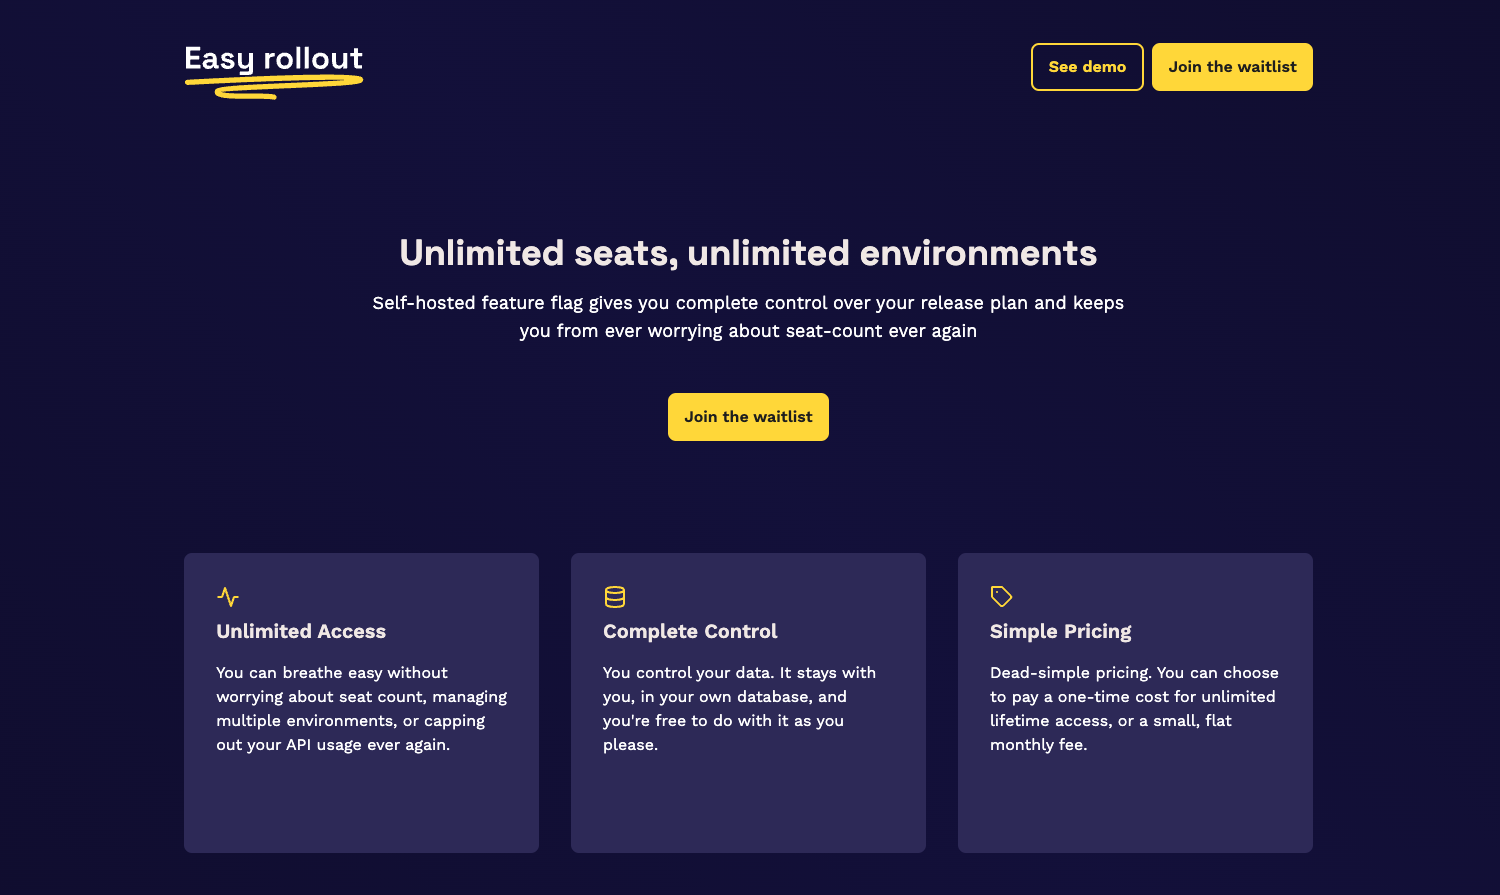 Easy rollout
See demo
Join the waitlist
Unlimited seats, unlimited environments
Self-hosted feature flag gives you complete control over your release plan and keeps
you from ever worrying about seat-count ever again
Join the waitlist
Unlimited Access
You can breathe easy without
worrying about seat count, managing
multiple environments, or capping
out your API usage ever again.
Complete Control
You control your data. It stays with
you, in your own database, and
you're free to do with it as you
please.
Simple Pricing
Dead-simple pricing. You can choose
to pay a one-time cost for unlimited
lifetime access, or a small, flat
monthly fee.